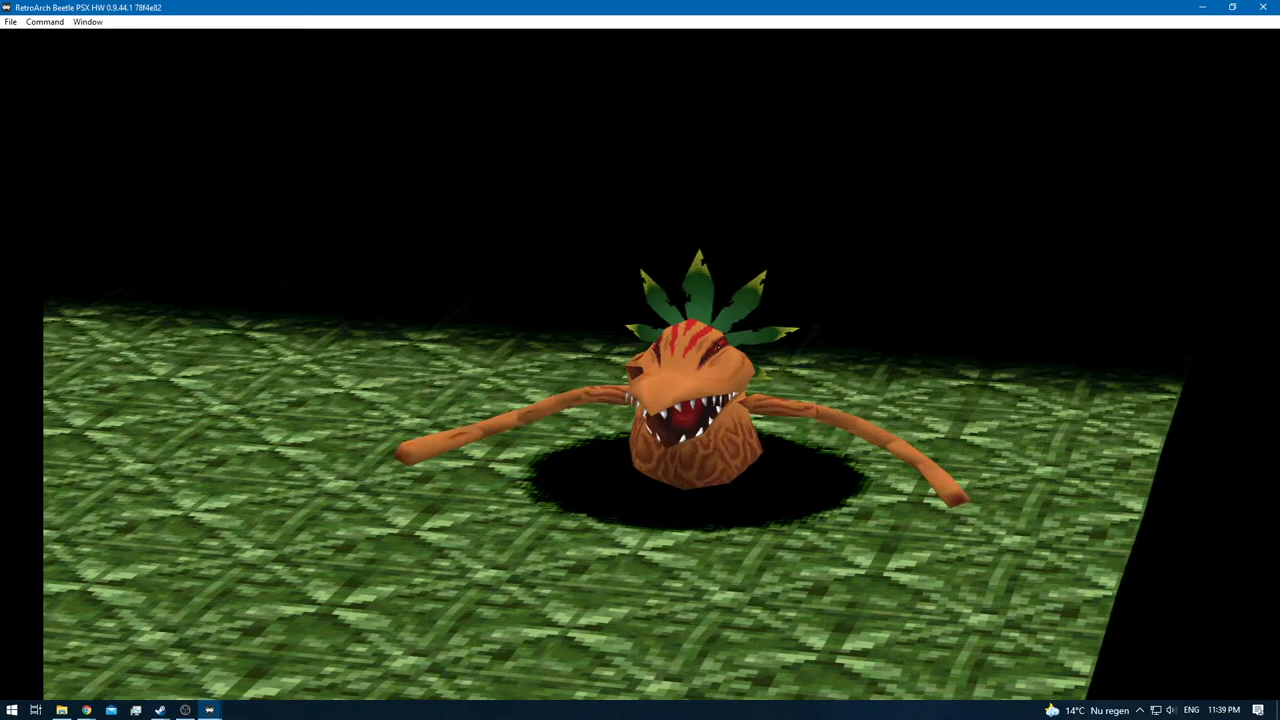 RetroArch Beetle PSX HW 0.9.44.1 78f4e82
File Command Window
14°C Nu regen ENG 11:39 PM